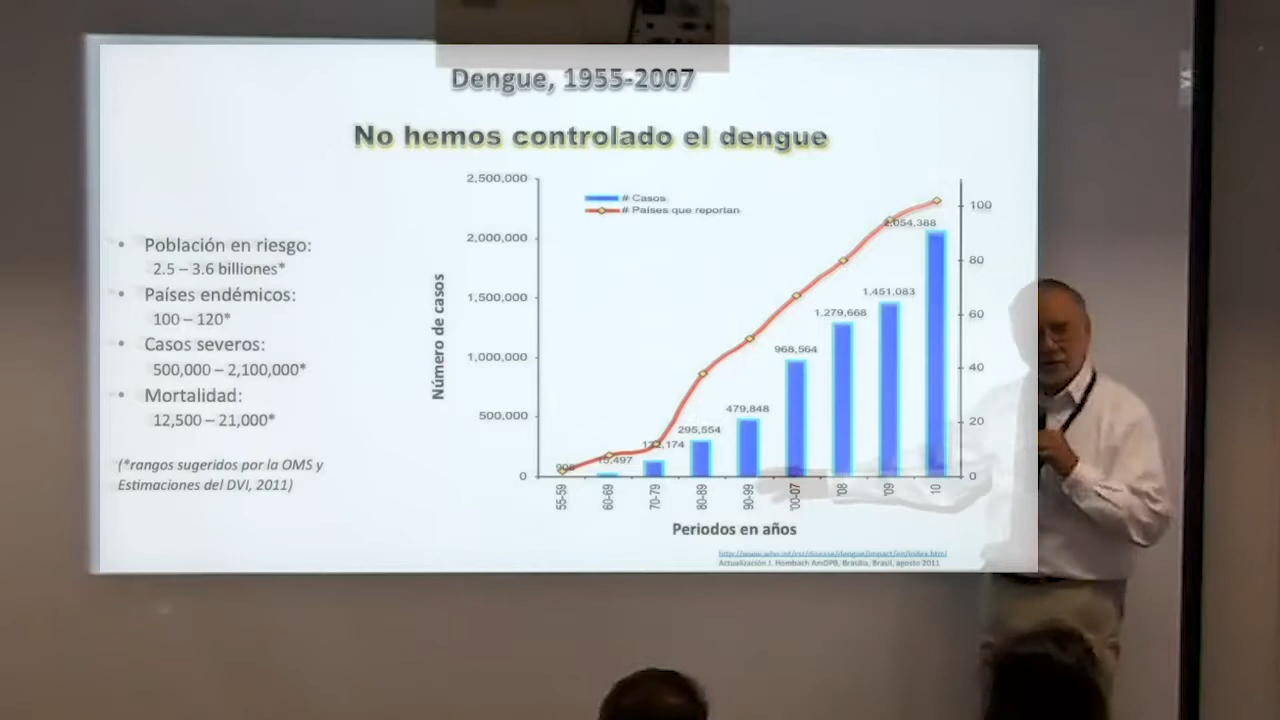 Dengue, 1955-2007
No hemos controlado el dengue
• Población en riesgo:
2.5 – 3.6 billiones*
• Países endémicos:
100 – 120*
• Casos severos:
500,000 – 2,100,000*
• Mortalidad:
12,500 – 21,000*
(*rangos sugeridos por la OMS y
Estimaciones del DVI, 2011)
# Casos
# Países que reportan
Número de casos
2,500,000
2,000,000
1,500,000
1,000,000
500,000
0
908
15,497
122,174
295,554
479,848
968,564
1,279,668
1,451,083
2,054,388
100
80
60
40
20
0
55-59
60-69
70-79
80-89
90-99
'00-07
'08
'09
10
Periodos en años
http://www.who.int/csr/disease/dengue/impact/en/index.html
Actualización J. Hombach AmDPB, Brasilia, Brasil, agosto 2011